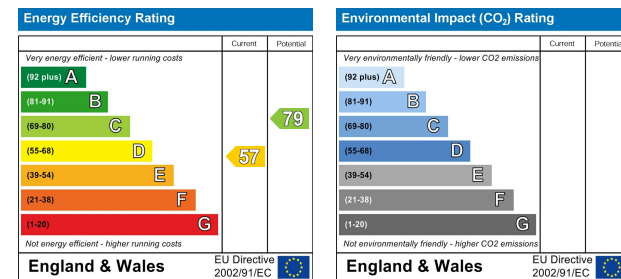 Energy Efficiency Rating
Current Potential
Very energy efficient - lower running costs
(92 plus) A
(81-91) B
(69-80) C
(55-68) D
(39-54) E
(21-38) F
(1-20) G
57
79
Not energy efficient - higher running costs
England & Wales
EU Directive
2002/91/EC
Environmental Impact (CO₂) Rating
Current Potential
Very environmentally friendly - lower CO2 emissions
(92 plus) A
(81-91) B
(69-80) C
(55-68) D
(39-54) E
(21-38) F
(1-20) G
Not environmentally friendly - higher CO2 emissions
England & Wales
EU Directive
2002/91/EC